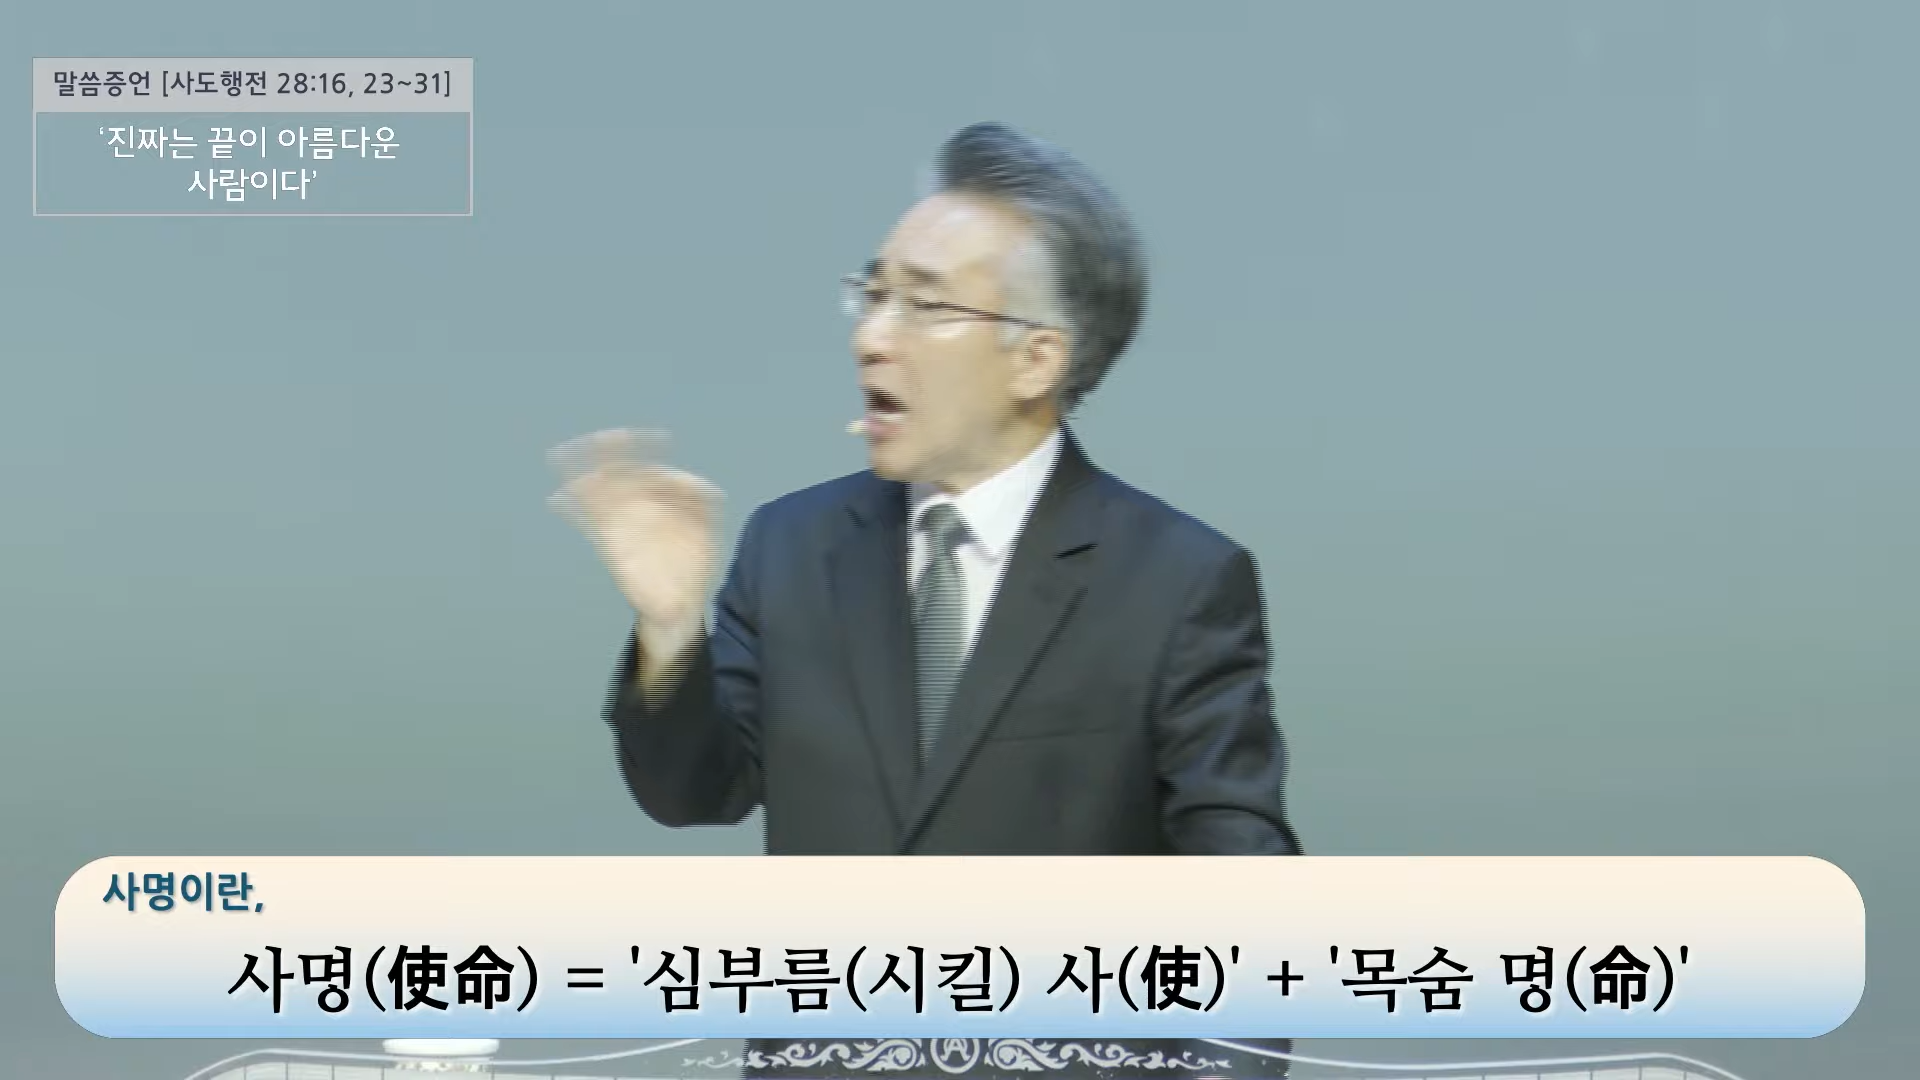 말씀증언 [사도행전 28:16, 23~31]
‘진짜는 끝이 아름다운
사람이다’
사명이란,
사명(使命) = '심부름(시킬) 사(使)' + '목숨 명(命)'